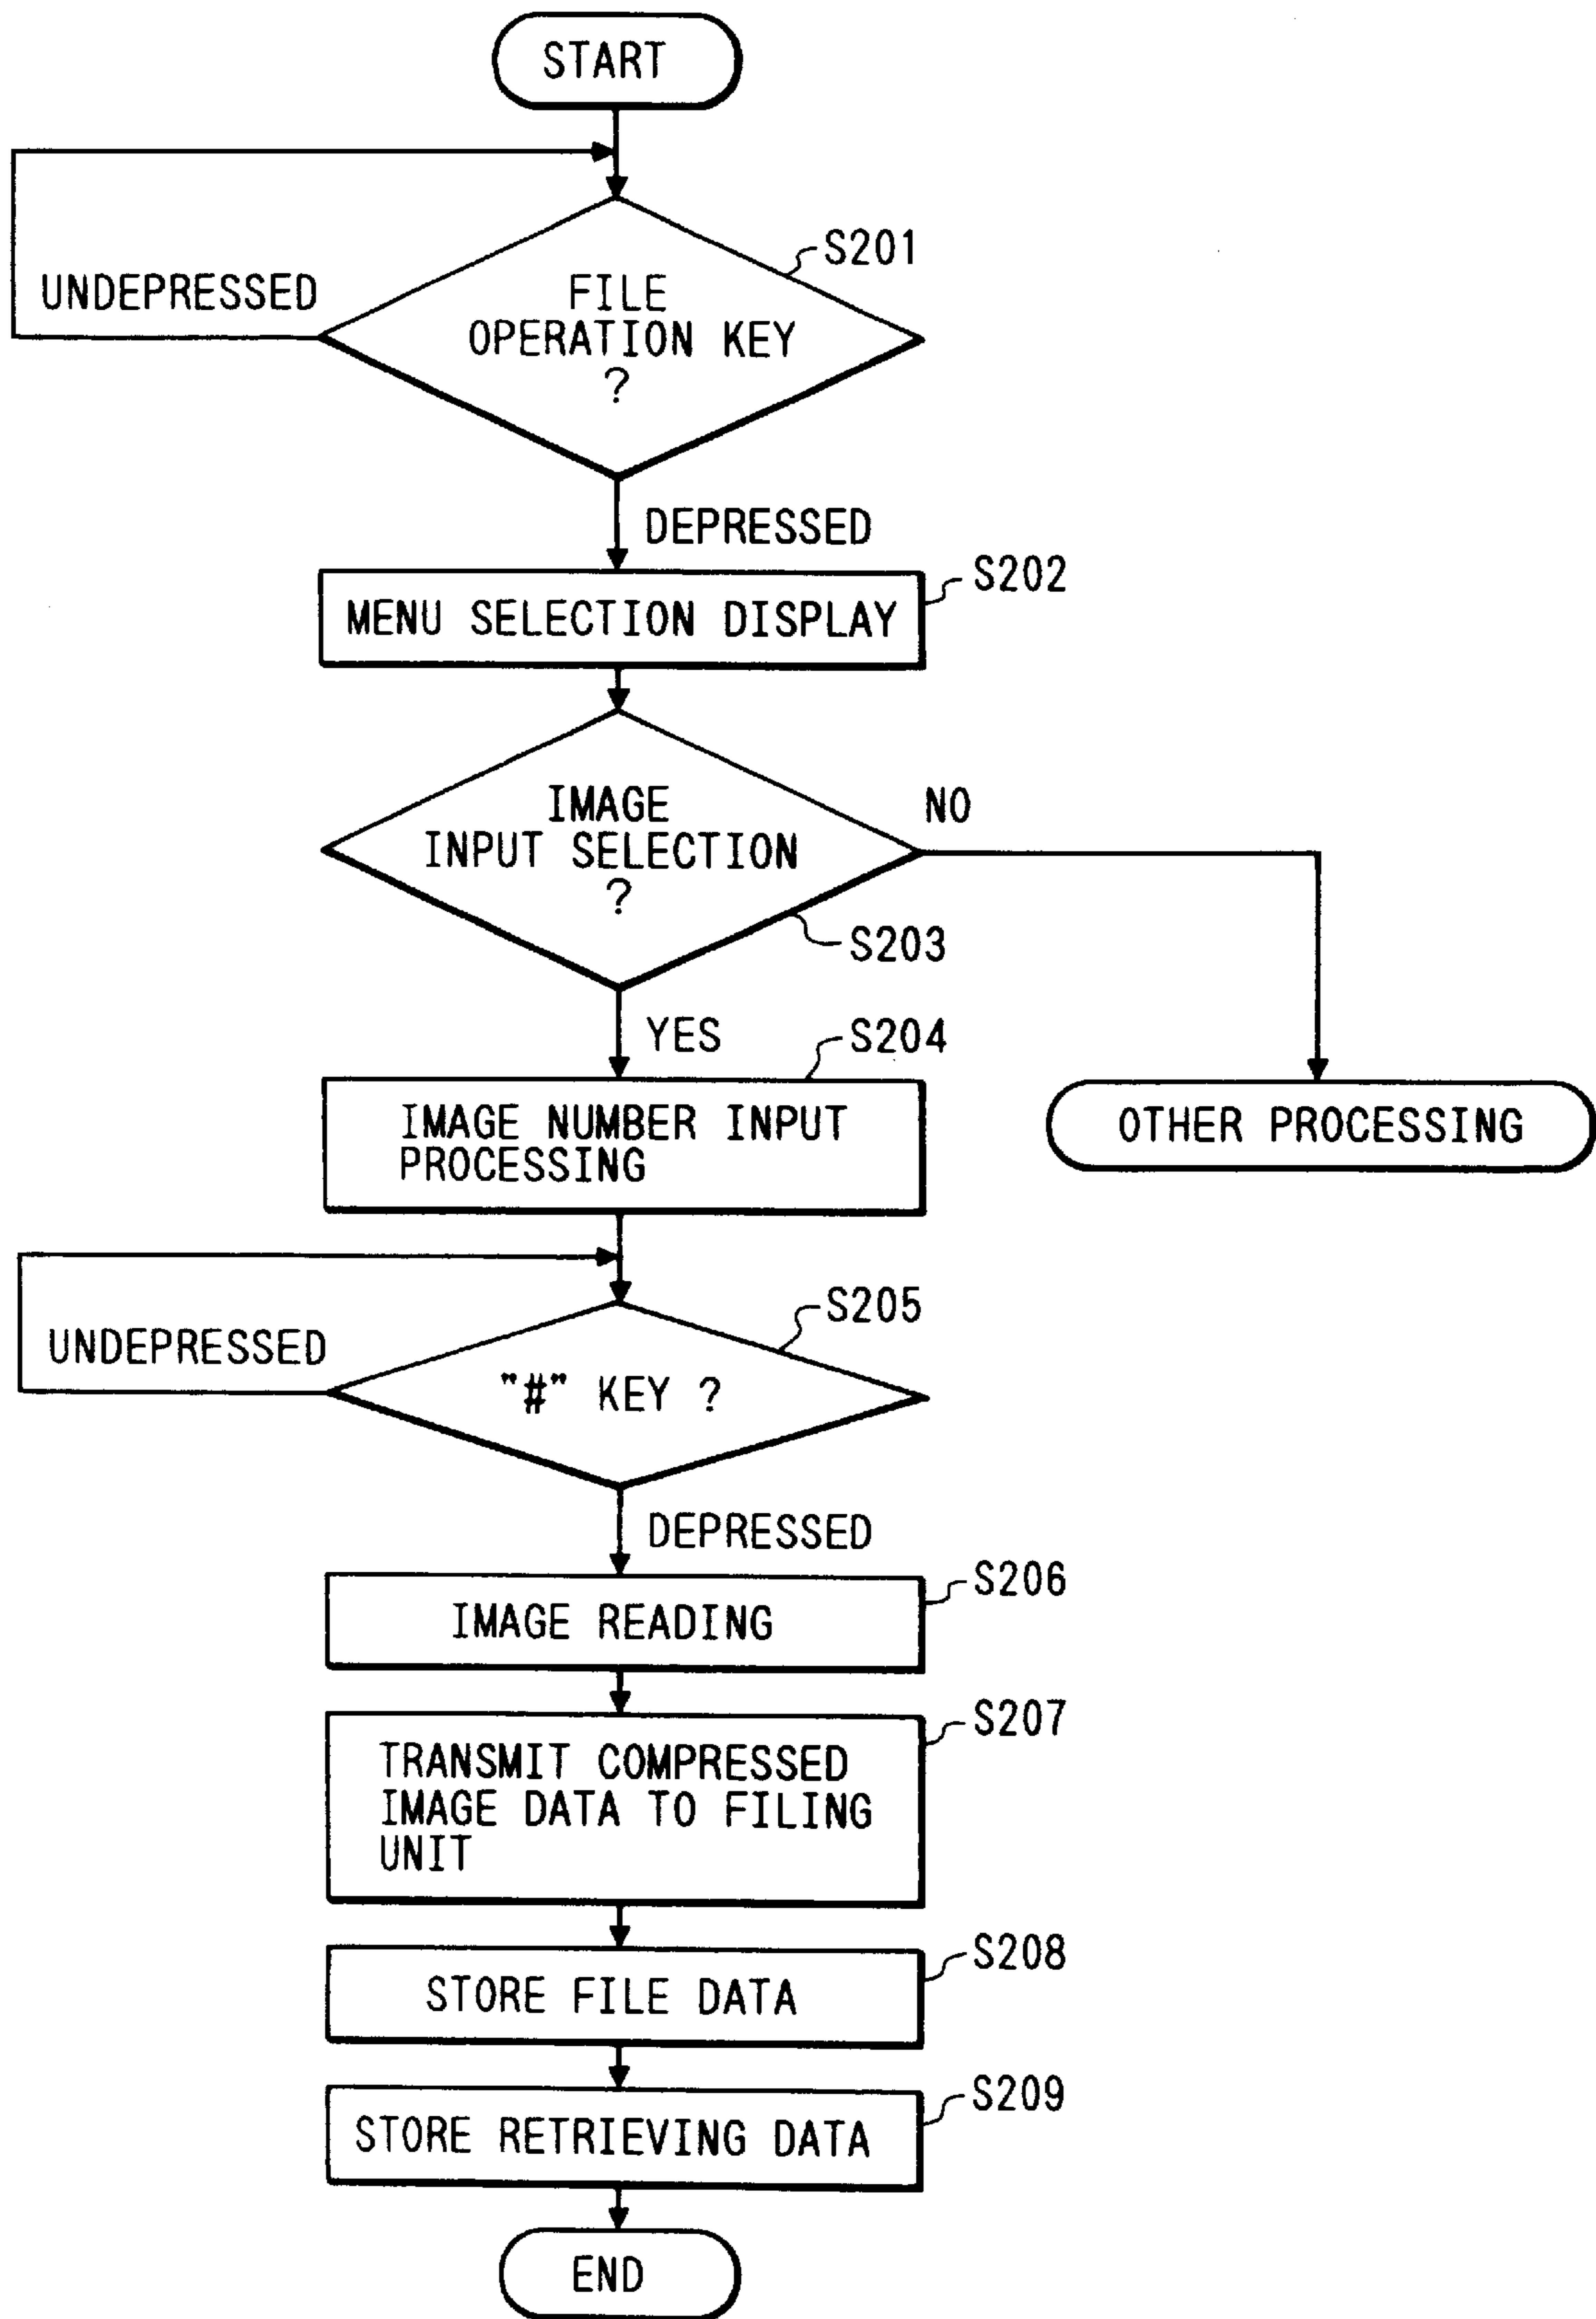 START
S201
UNDEPRESSED
FILE
OPERATION KEY
?
DEPRESSED
S202
MENU SELECTION DISPLAY
IMAGE
INPUT SELECTION
?
NO
S203
YES
S204
IMAGE NUMBER INPUT
PROCESSING
OTHER PROCESSING
S205
UNDEPRESSED
"#" KEY ?
DEPRESSED
S206
IMAGE READING
S207
TRANSMIT COMPRESSED
IMAGE DATA TO FILING
UNIT
S208
STORE FILE DATA
S209
STORE RETRIEVING DATA
END